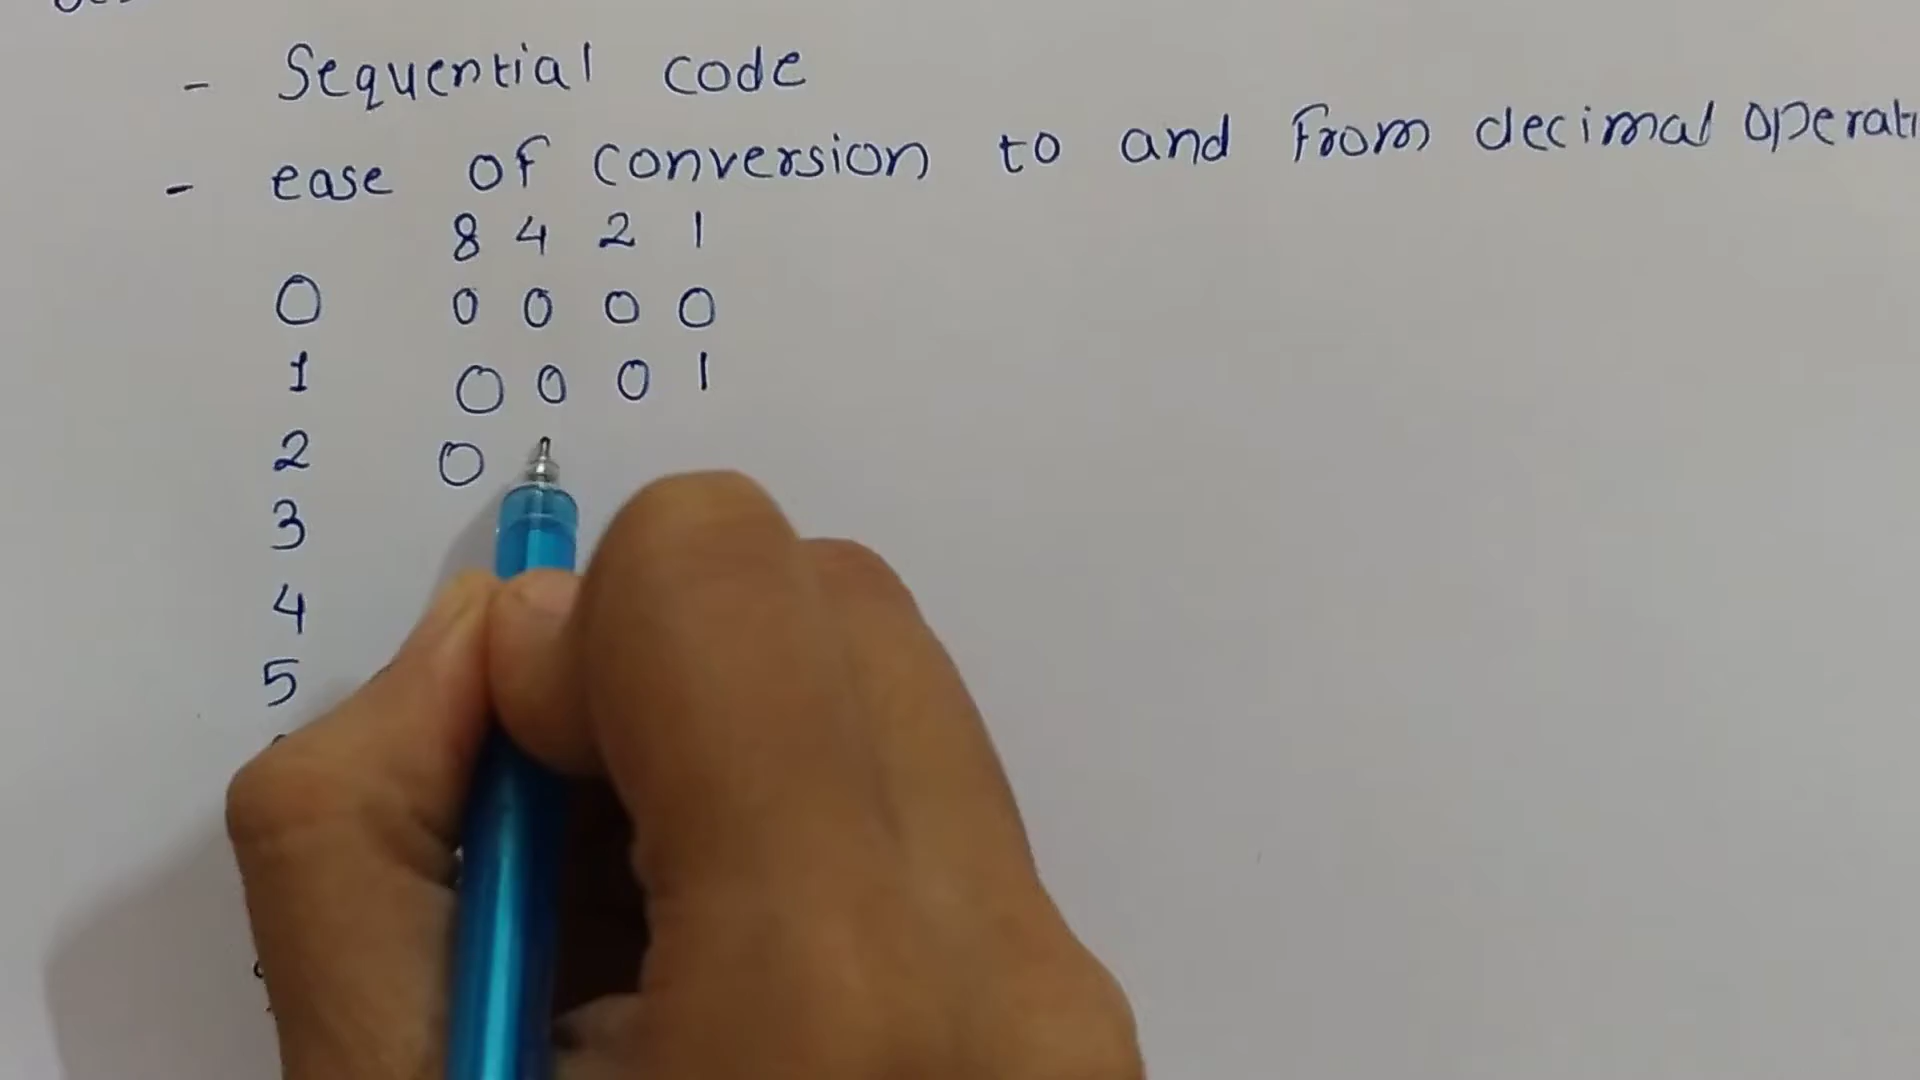 - Sequential code
- ease of conversion to and from decimal operati
8 4 2 1
0 0 0 0 0
1 0 0 0 1
2 0
3
4
5